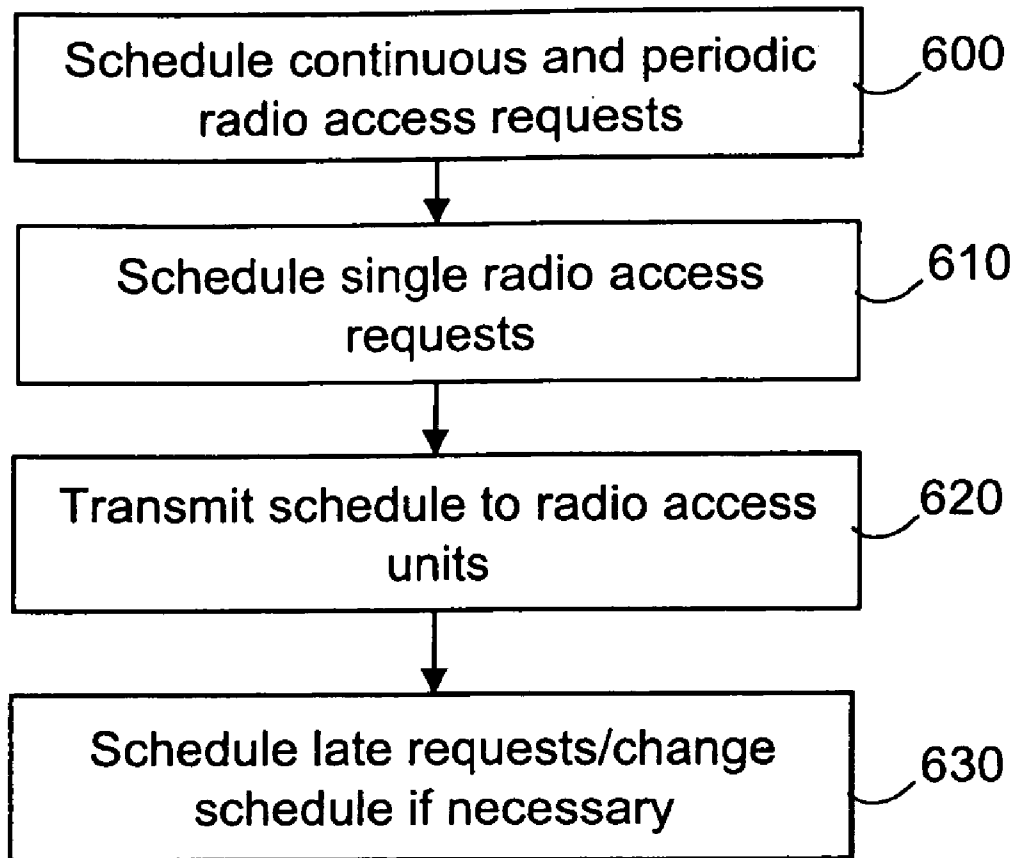 Schedule continuous and periodic
radio access requests
600
Schedule single radio access
requests
610
Transmit schedule to radio access
units
620
Schedule late requests/change
schedule if necessary
630